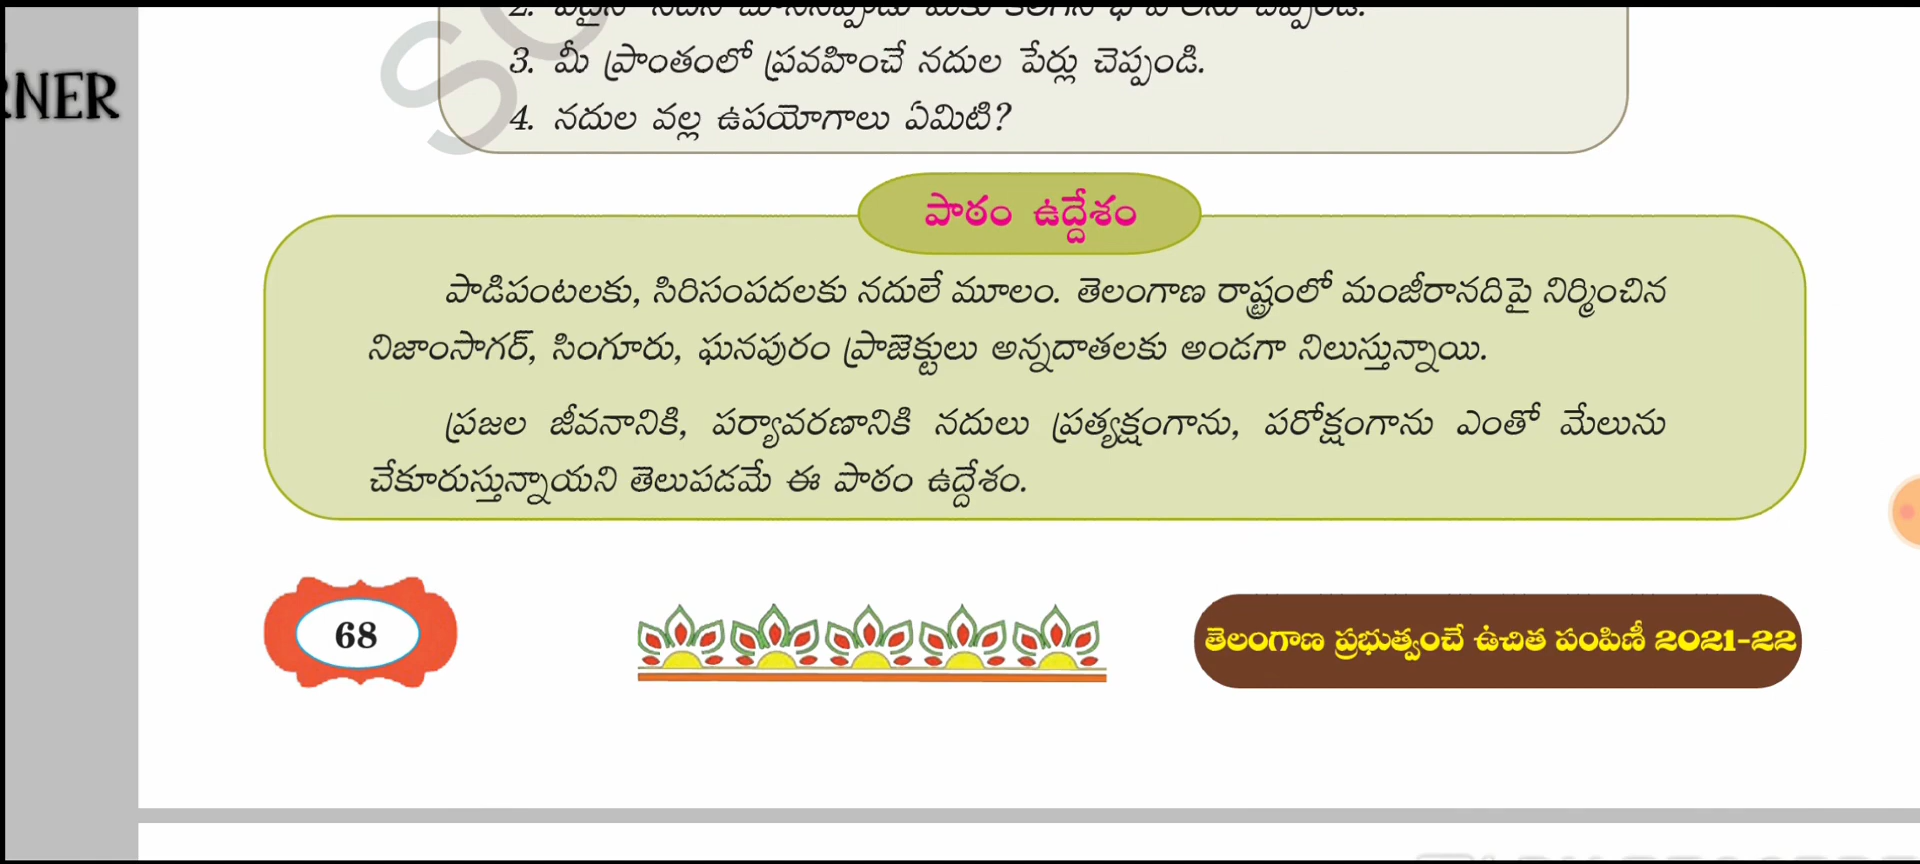 RNER
3. మీ ప్రాంతంలో ప్రవహించే నదుల పేర్లు చెప్పండి.
4. నదుల వల్ల ఉపయోగాలు ఏమిటి?
పాఠం ఉద్దేశం
పాడిపంటలకు, సిరిసంపదలకు నదులే మూలం. తెలంగాణ రాష్ట్రంలో మంజీరానదిపై నిర్మించిన
నిజాంసాగర్, సింగూరు, ఘనపురం ప్రాజెక్టులు అన్నదాతలకు అండగా నిలుస్తున్నాయి.
ప్రజల జీవనానికి, పర్యావరణానికి నదులు ప్రత్యక్షంగాను, పరోక్షంగాను ఎంతో మేలును
చేకూరుస్తున్నాయని తెలుపడమే ఈ పాఠం ఉద్దేశం.
68
తెలంగాణ ప్రభుత్వంచే ఉచిత పంపిణీ 2021-22